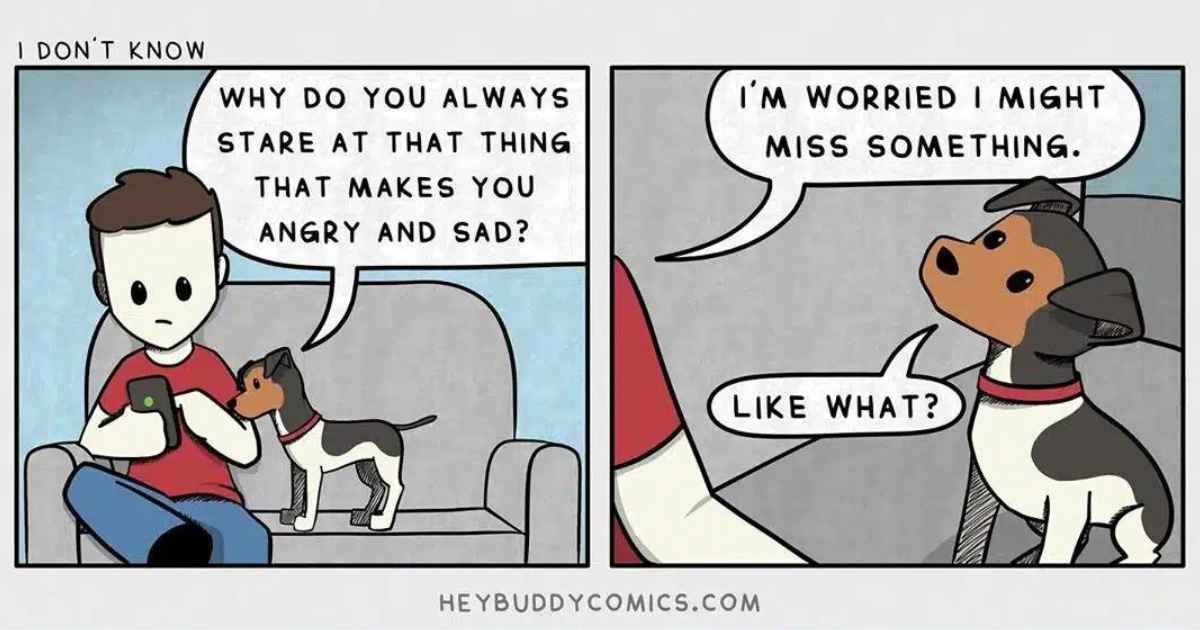 I DON'T KNOW
WHY DO YOU ALWAYS
STARE AT THAT THING
THAT MAKES YOU
ANGRY AND SAD?
I'M WORRIED I MIGHT
MISS SOMETHING.
LIKE WHAT?
HEYBUDDYCOMICS.COM